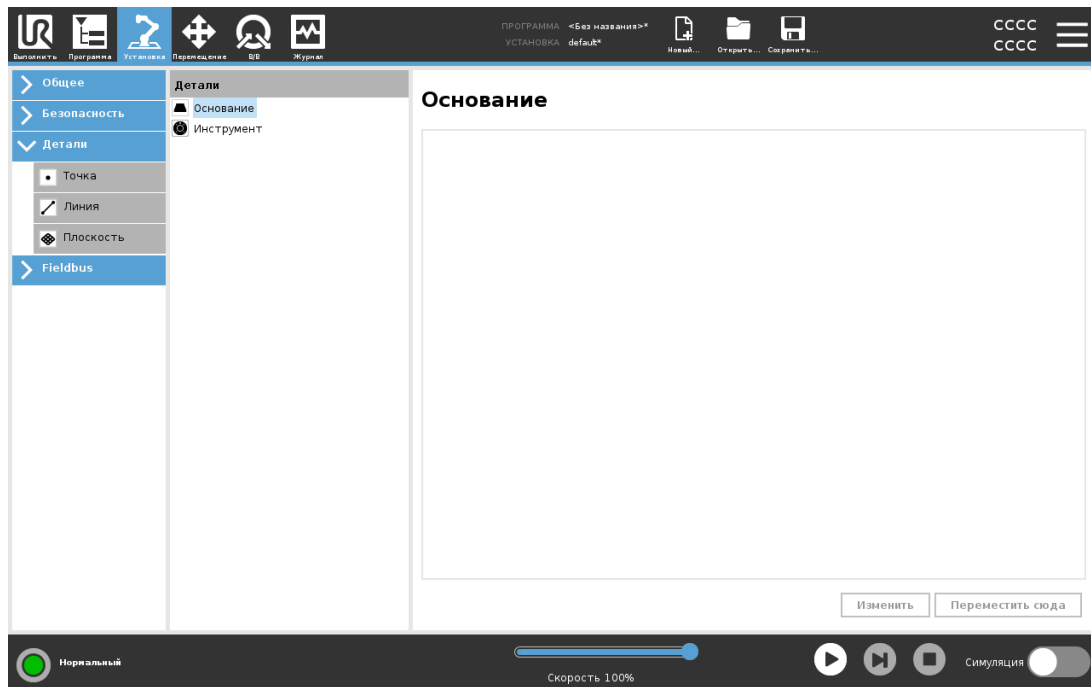 ПРОГРАММА <Без названия>*
УСТАНОВКА default*
CCCC
CCCC
Выполнить Программа Установка Перемещение В/В Журнал
Новый... Открыть... Сохранить...
Общее
Безопасность
Детали
Точка
Линия
Плоскость
Fieldbus
Детали
Основание
Инструмент
Основание
Изменить Переместить сюда
Нормальный
Скорость 100%
Симуляция